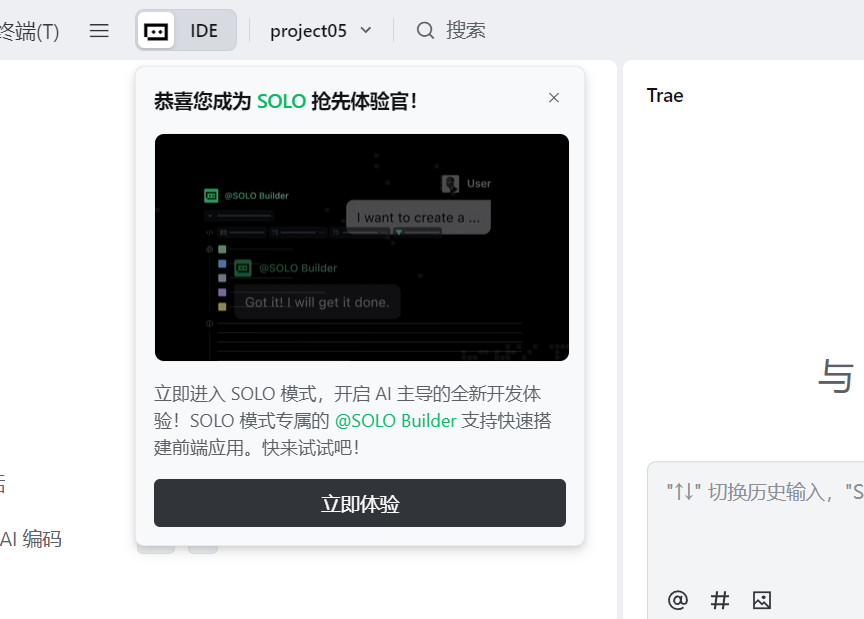 终端(T)
IDE
project05
搜索
恭喜您成为 SOLO 抢先体验官！
Trae
User
@SOLO Builder
I want to create a ...
@SOLO Builder
Got it! I will get it done.
与
立即进入 SOLO 模式，开启 AI 主导的全新开发体
验！SOLO 模式专属的 @SOLO Builder 支持快速搭
建前端应用。快来试试吧！
立即体验
"↑↓" 切换历史输入，"S
AI 编码